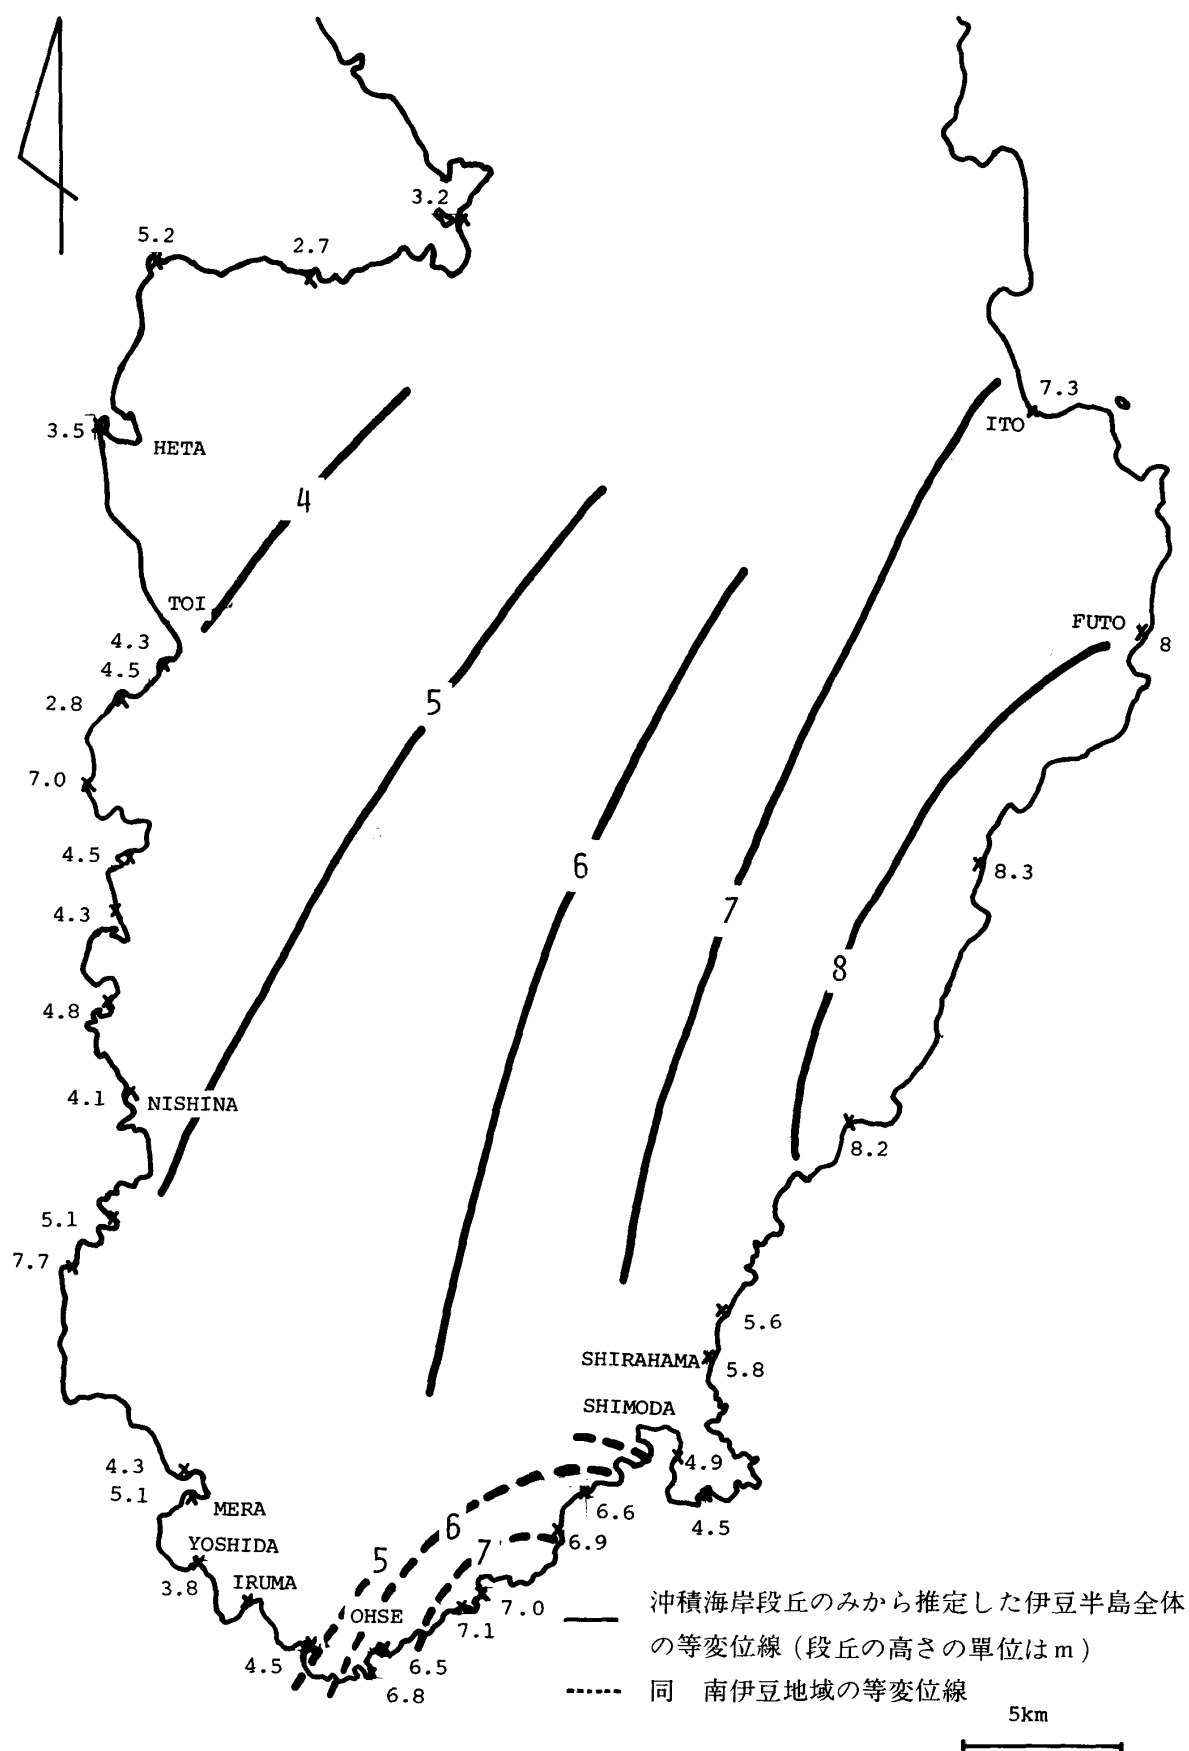 3.2
5.2
2.7
7.3
ITO
3.5
HETA
4
TOI
FUTO
8
4.3
4.5
2.8
5
7.0
4.5
6
8.3
4.3
7
8
4.8
4.1
NISHINA
8.2
5.1
7.7
5.6
SHIRAHAMA
5.8
SHIMODA
4.3
4.9
5.1
MERA
6.6
4.5
6
YOSHIDA
6.9
7
5
3.8
IRUMA
OHSE
7.0
7.1
4.5
6.5
6.8
沖積海岸段丘のみから推定した伊豆半島全体
の等変位線(段丘の高さの單位はm)
同 南伊豆地域の等変位線
5km